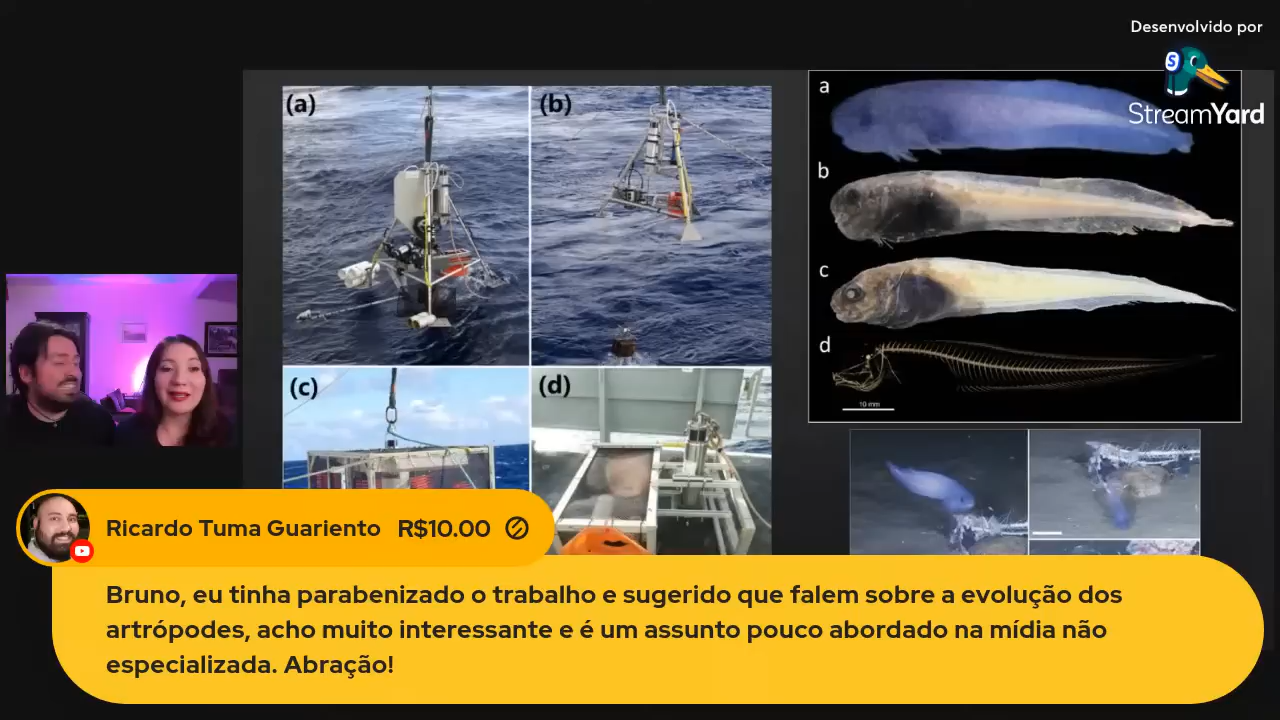 Desenvolvido por
S
StreamYard
(a)
(b)
(c)
(d)
a
b
c
d
10 mm
Ricardo Tuma Guariento R$10.00
Bruno, eu tinha parabenizado o trabalho e sugerido que falem sobre a evolução dos
artrópodes, acho muito interessante e é um assunto pouco abordado na mídia não
especializada. Abração!